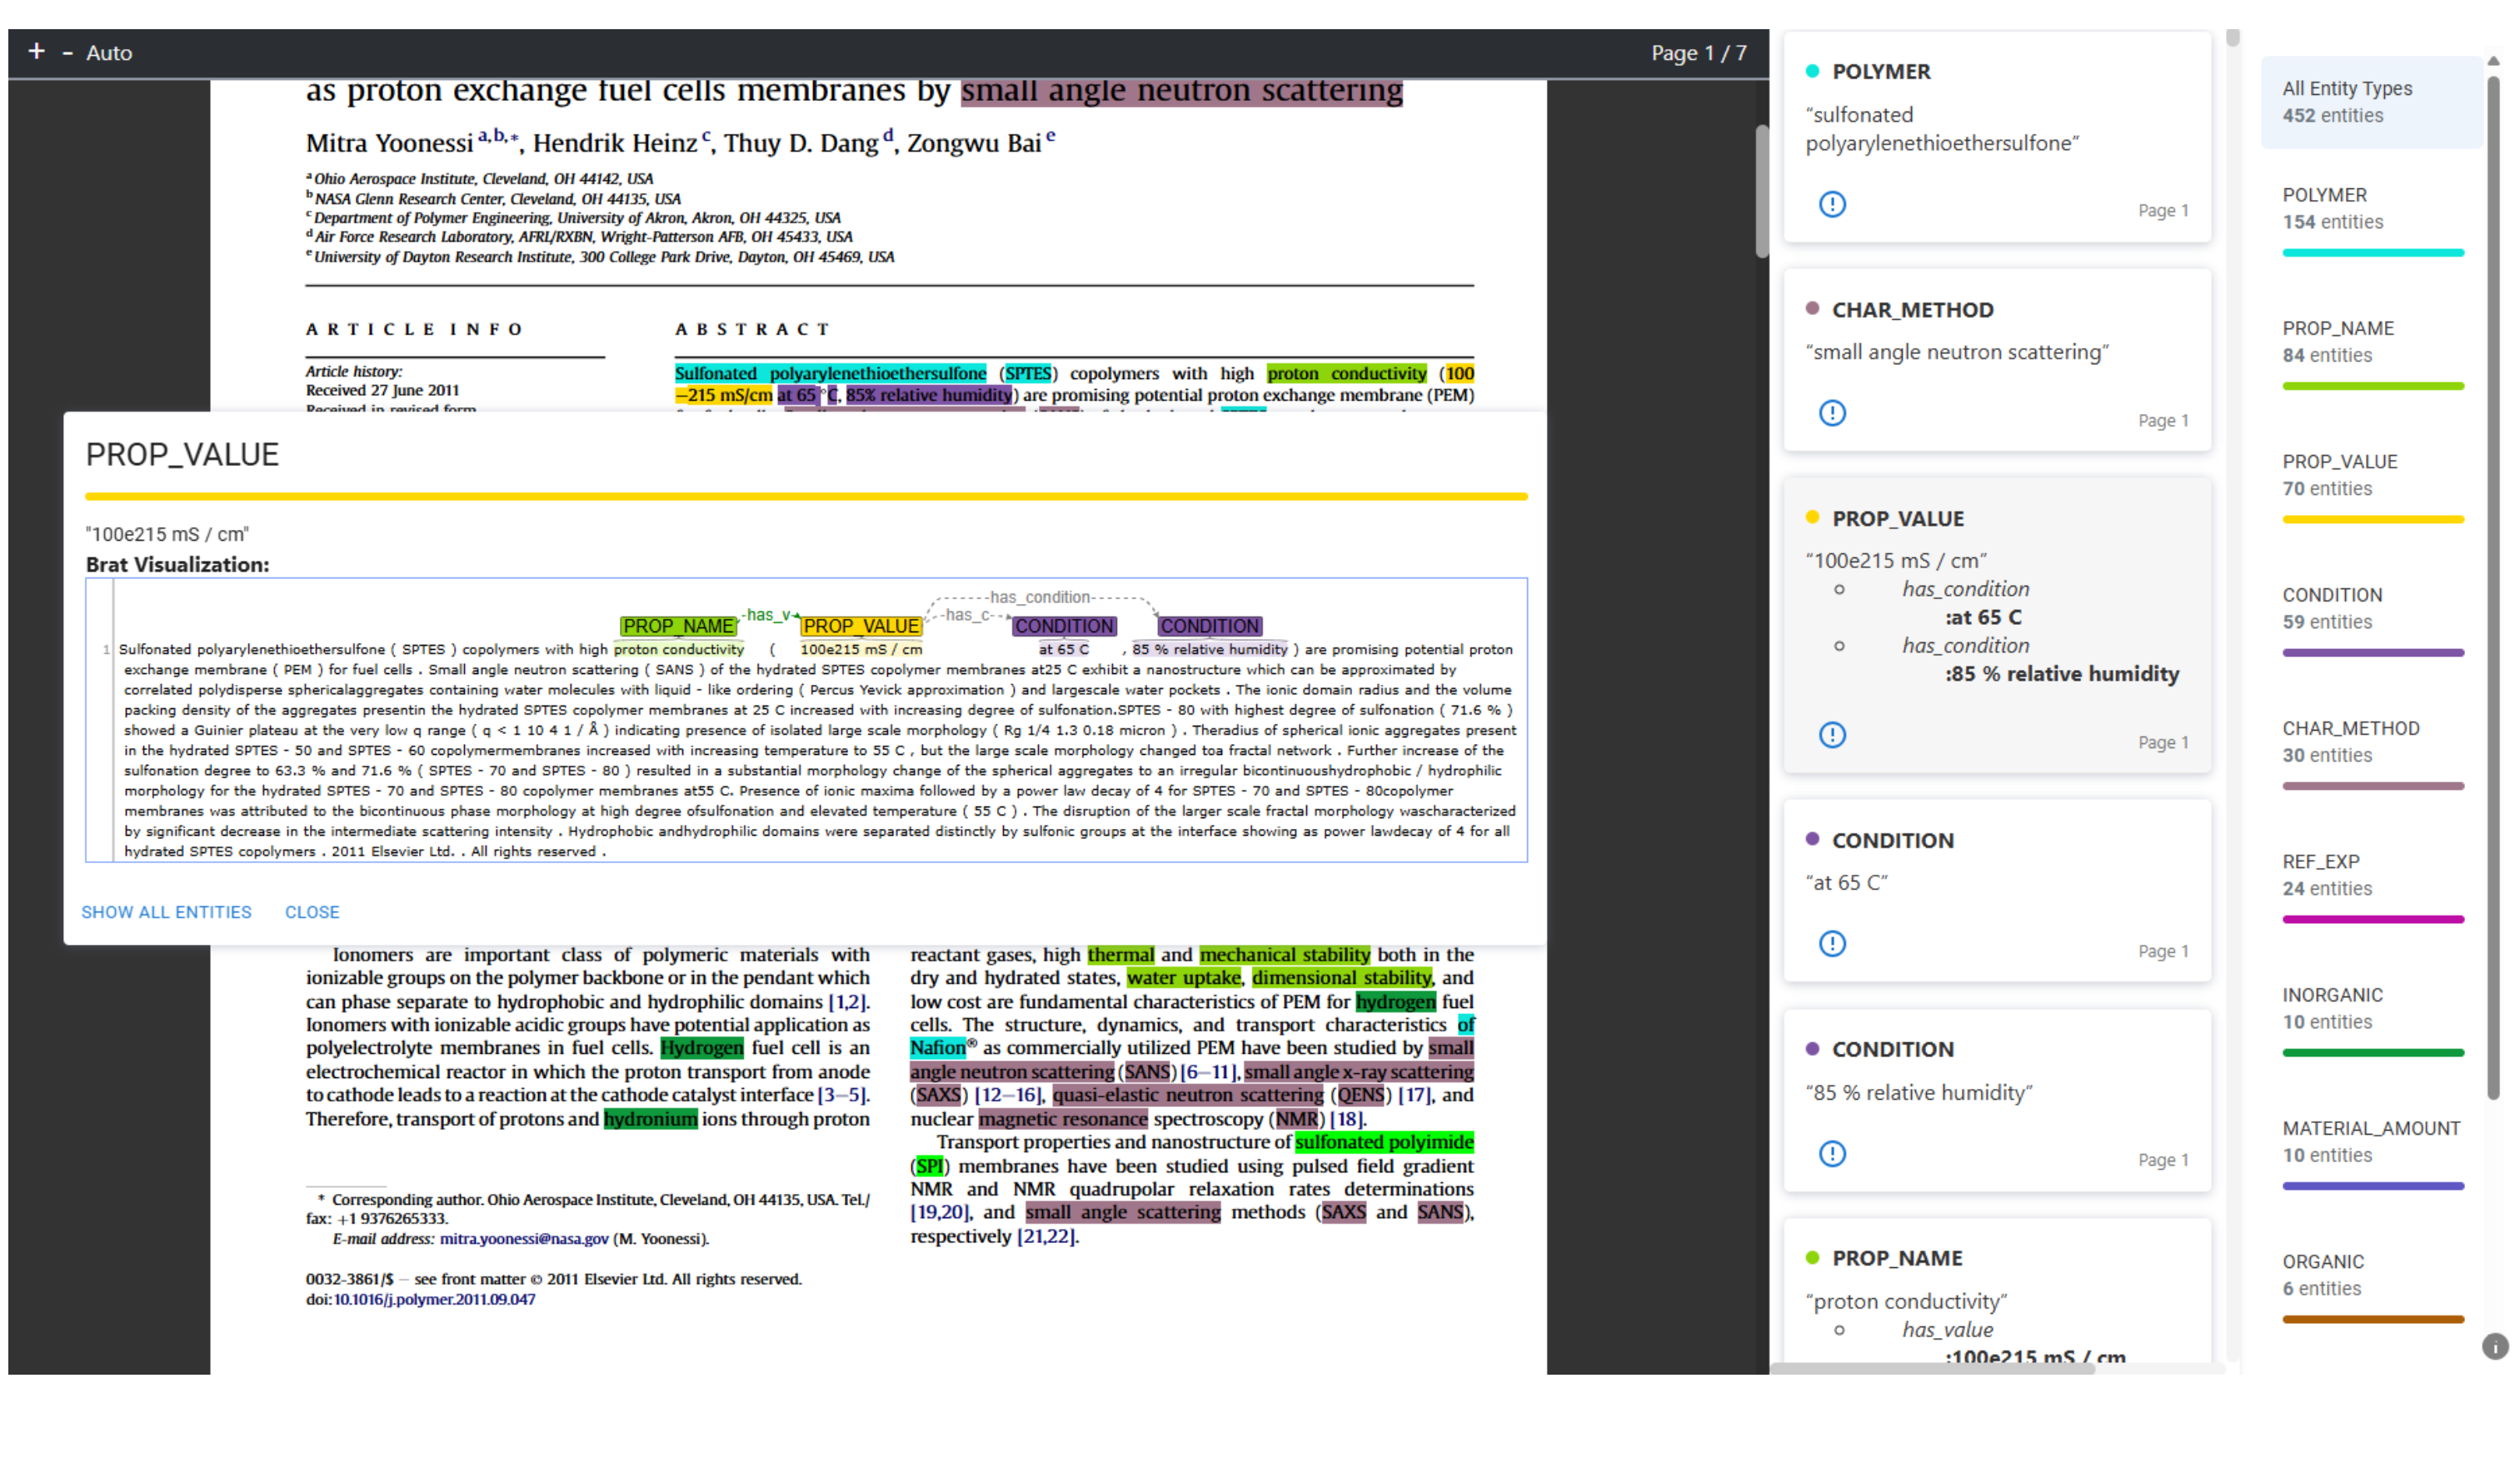 + - Auto
Page 1 / 7
as proton exchange fuel cells membranes by small angle neutron scattering
Mitra Yoonessi a,b,*, Hendrik Heinz c, Thuy D. Dang d, Zongwu Bai e
a Ohio Aerospace Institute, Cleveland, OH 44142, USA
b NASA Glenn Research Center, Cleveland, OH 44135, USA
c Department of Polymer Engineering, University of Akron, Akron, OH 44325, USA
d Air Force Research Laboratory, AFRL/RXBN, Wright-Patterson AFB, OH 45433, USA
e University of Dayton Research Institute, 300 College Park Drive, Dayton, OH 45469, USA
ARTICLE INFO
Article history:
Received 27 June 2011
Received in revised form
ABSTRACT
Sulfonated polyarylenethioethersulfone (SPTES) copolymers with high proton conductivity (100
–215 mS/cm at 65 °C, 85% relative humidity) are promising potential proton exchange membrane (PEM)
PROP_VALUE
"100e215 mS / cm"
Brat Visualization:
-has_condition-
PROP_NAME -has_v- PROP_VALUE -has_c- CONDITION CONDITION
1 Sulfonated polyarylenethioethersulfone ( SPTES ) copolymers with high proton conductivity ( 100e215 mS / cm at 65 C , 85 % relative humidity ) are promising potential proton
exchange membrane ( PEM ) for fuel cells . Small angle neutron scattering ( SANS ) of the hydrated SPTES copolymer membranes at25 C exhibit a nanostructure which can be approximated by
correlated polydisperse sphericalaggregates containing water molecules with liquid - like ordering ( Percus Yevick approximation ) and largescale water pockets . The ionic domain radius and the volume
packing density of the aggregates presentin the hydrated SPTES copolymer membranes at 25 C increased with increasing degree of sulfonation.SPTES - 80 with highest degree of sulfonation ( 71.6 % )
showed a Guinier plateau at the very low q range ( q < 1 10 4 1 / Å ) indicating presence of isolated large scale morphology ( Rg 1/4 1.3 0.18 micron ) . Theradius of spherical ionic aggregates present
in the hydrated SPTES - 50 and SPTES - 60 copolymermembranes increased with increasing temperature to 55 C , but the large scale morphology changed toa fractal network . Further increase of the
sulfonation degree to 63.3 % and 71.6 % ( SPTES - 70 and SPTES - 80 ) resulted in a substantial morphology change of the spherical aggregates to an irregular bicontinuoushydrophobic / hydrophilic
morphology for the hydrated SPTES - 70 and SPTES - 80 copolymer membranes at55 C. Presence of ionic maxima followed by a power law decay of 4 for SPTES - 70 and SPTES - 80copolymer
membranes was attributed to the bicontinuous phase morphology at high degree ofsulfonation and elevated temperature ( 55 C ) . The disruption of the larger scale fractal morphology wascharacterized
by significant decrease in the intermediate scattering intensity . Hydrophobic andhydrophilic domains were separated distinctly by sulfonic groups at the interface showing as power lawdecay of 4 for all
hydrated SPTES copolymers . 2011 Elsevier Ltd. . All rights reserved .
SHOW ALL ENTITIES CLOSE
Ionomers are important class of polymeric materials with
ionizable groups on the polymer backbone or in the pendant which
can phase separate to hydrophobic and hydrophilic domains [1,2].
Ionomers with ionizable acidic groups have potential application as
polyelectrolyte membranes in fuel cells. Hydrogen fuel cell is an
electrochemical reactor in which the proton transport from anode
to cathode leads to a reaction at the cathode catalyst interface [3–5].
Therefore, transport of protons and hydronium ions through proton
* Corresponding author. Ohio Aerospace Institute, Cleveland, OH 44135, USA. Tel./
fax: +1 9376265333.
E-mail address: mitra.yoonessi@nasa.gov (M. Yoonessi).
0032-3861/$ – see front matter © 2011 Elsevier Ltd. All rights reserved.
doi:10.1016/j.polymer.2011.09.047
reactant gases, high thermal and mechanical stability both in the
dry and hydrated states, water uptake, dimensional stability, and
low cost are fundamental characteristics of PEM for hydrogen fuel
cells. The structure, dynamics, and transport characteristics of
Nafion® as commercially utilized PEM have been studied by small
angle neutron scattering (SANS) [6–11], small angle x-ray scattering
(SAXS) [12–16], quasi-elastic neutron scattering (QENS) [17], and
nuclear magnetic resonance spectroscopy (NMR) [18].
Transport properties and nanostructure of sulfonated polyimide
(SPI) membranes have been studied using pulsed field gradient
NMR and NMR quadrupolar relaxation rates determinations
[19,20], and small angle scattering methods (SAXS and SANS),
respectively [21,22].
POLYMER
“sulfonated
polyarylenethioethersulfone”
Page 1
CHAR_METHOD
“small angle neutron scattering”
Page 1
PROP_VALUE
“100e215 mS / cm”
has_condition
:at 65 C
has_condition
:85 % relative humidity
Page 1
CONDITION
“at 65 C”
Page 1
CONDITION
“85 % relative humidity”
Page 1
PROP_NAME
“proton conductivity”
has_value
:100e215 mS / cm
All Entity Types
452 entities
POLYMER
154 entities
PROP_NAME
84 entities
PROP_VALUE
70 entities
CONDITION
59 entities
CHAR_METHOD
30 entities
REF_EXP
24 entities
INORGANIC
10 entities
MATERIAL_AMOUNT
10 entities
ORGANIC
6 entities